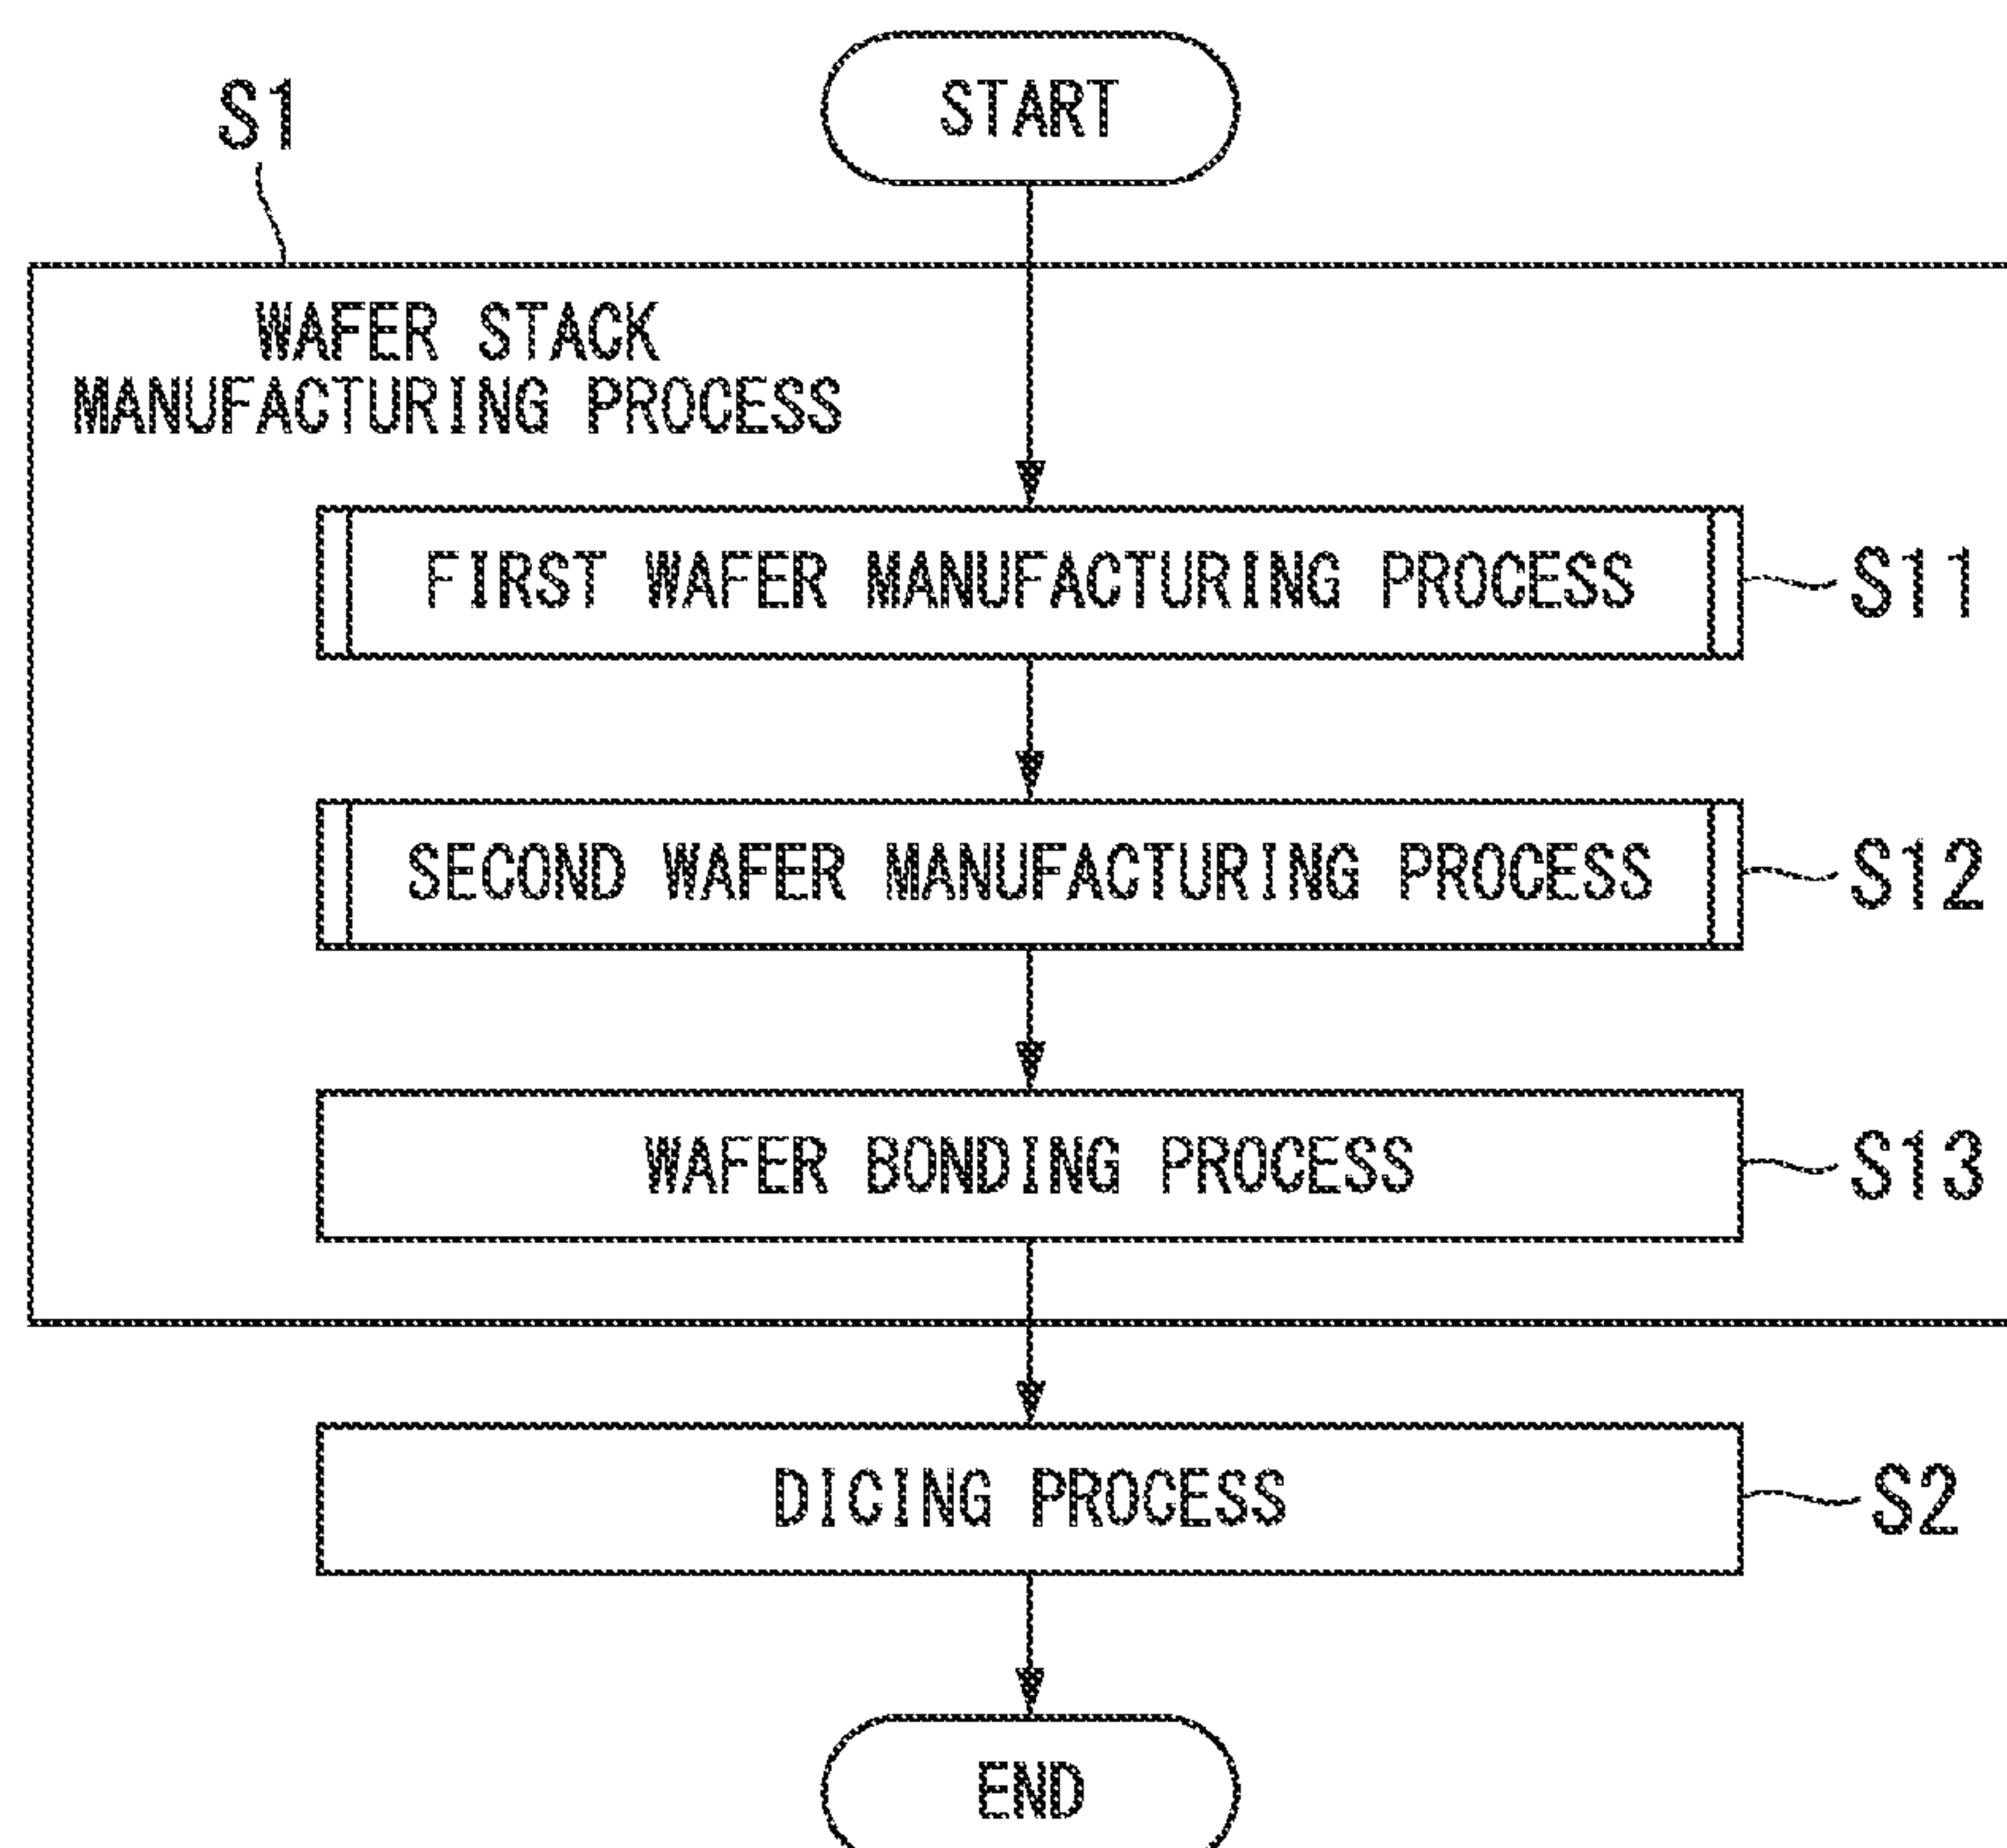 START
S1
WAFER STACK
MANUFACTURING PROCESS
FIRST WAFER MANUFACTURING PROCESS
S11
SECOND WAFER MANUFACTURING PROCESS
S12
WAFER BONDING PROCESS
S13
DICING PROCESS
S2
END